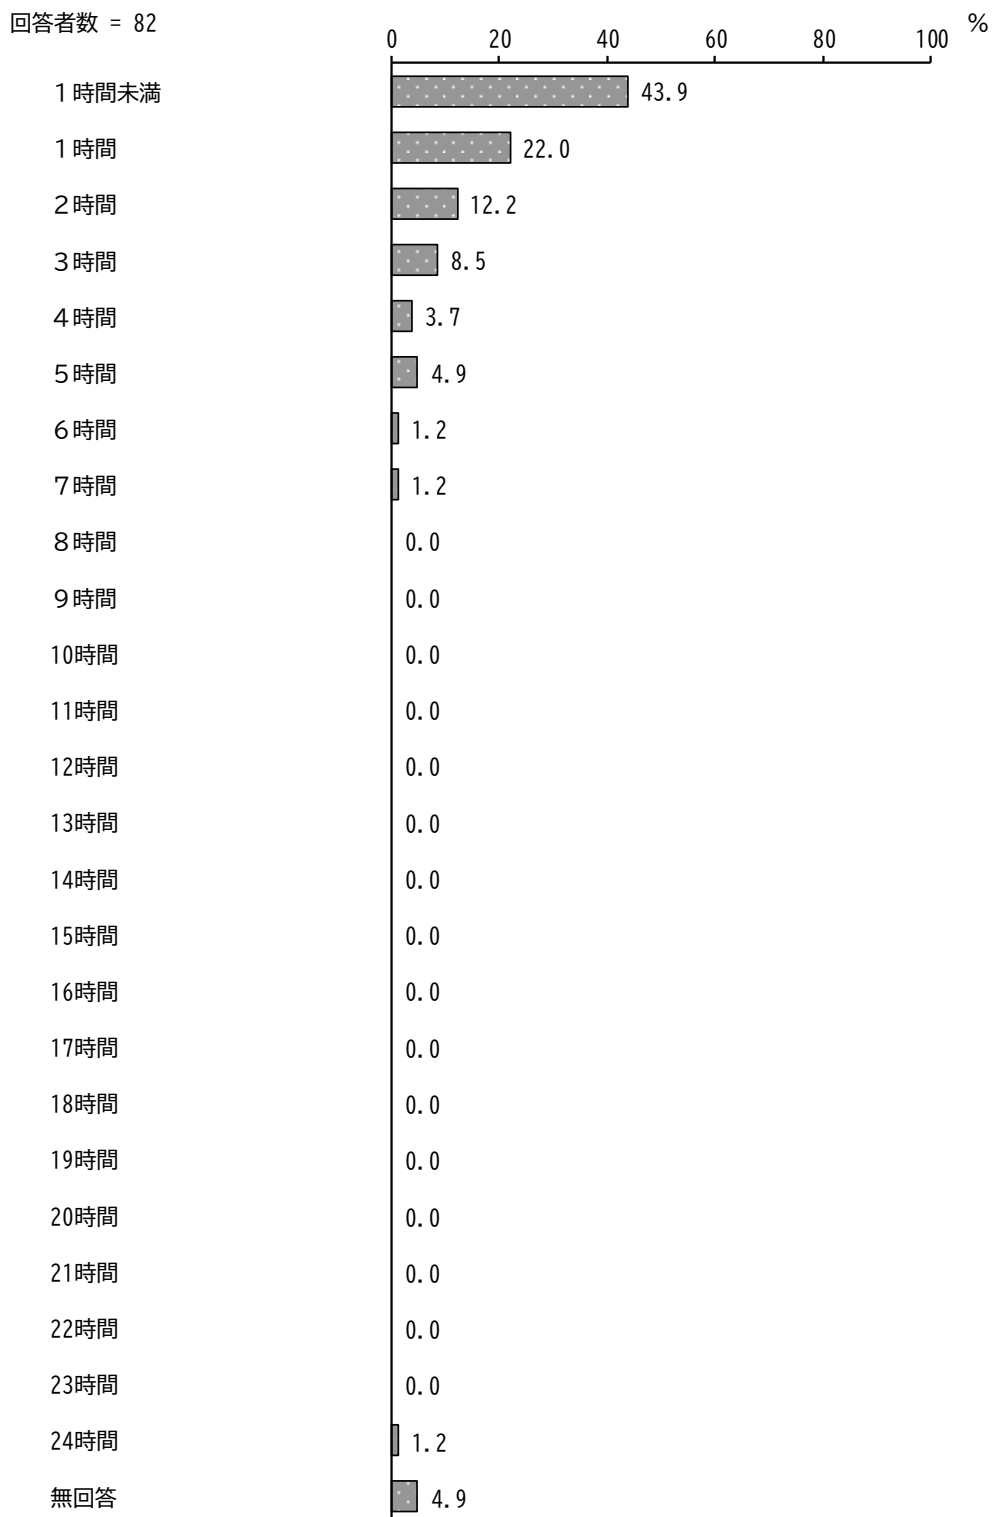 回答者数 = 82
0 20 40 60 80 100 %
１時間未満 43.9
１時間 22.0
２時間 12.2
３時間 8.5
４時間 3.7
５時間 4.9
６時間 1.2
７時間 1.2
８時間 0.0
９時間 0.0
10時間 0.0
11時間 0.0
12時間 0.0
13時間 0.0
14時間 0.0
15時間 0.0
16時間 0.0
17時間 0.0
18時間 0.0
19時間 0.0
20時間 0.0
21時間 0.0
22時間 0.0
23時間 0.0
24時間 1.2
無回答 4.9